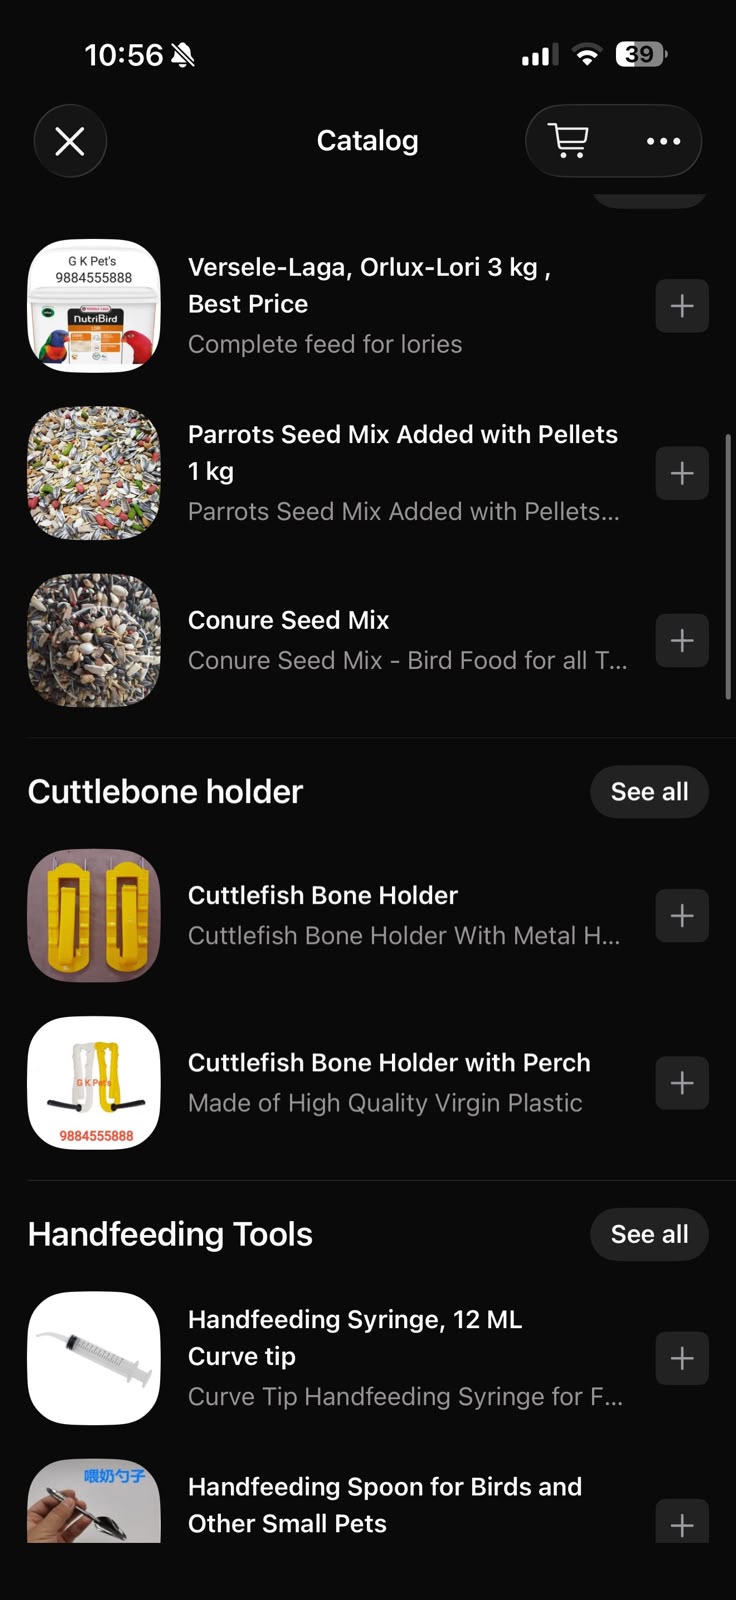 10:56
39
Catalog
G K Pet's
9884555888
NutriBird
LORI
Versele-Laga, Orlux-Lori 3 kg ,
Best Price
Complete feed for lories
Parrots Seed Mix Added with Pellets
1 kg
Parrots Seed Mix Added with Pellets...
Conure Seed Mix
Conure Seed Mix - Bird Food for all T...
Cuttlebone holder
See all
Cuttlefish Bone Holder
Cuttlefish Bone Holder With Metal H...
G K Pet's
9884555888
Cuttlefish Bone Holder with Perch
Made of High Quality Virgin Plastic
Handfeeding Tools
See all
Handfeeding Syringe, 12 ML
Curve tip
Curve Tip Handfeeding Syringe for F...
喂奶勺子
Handfeeding Spoon for Birds and
Other Small Pets